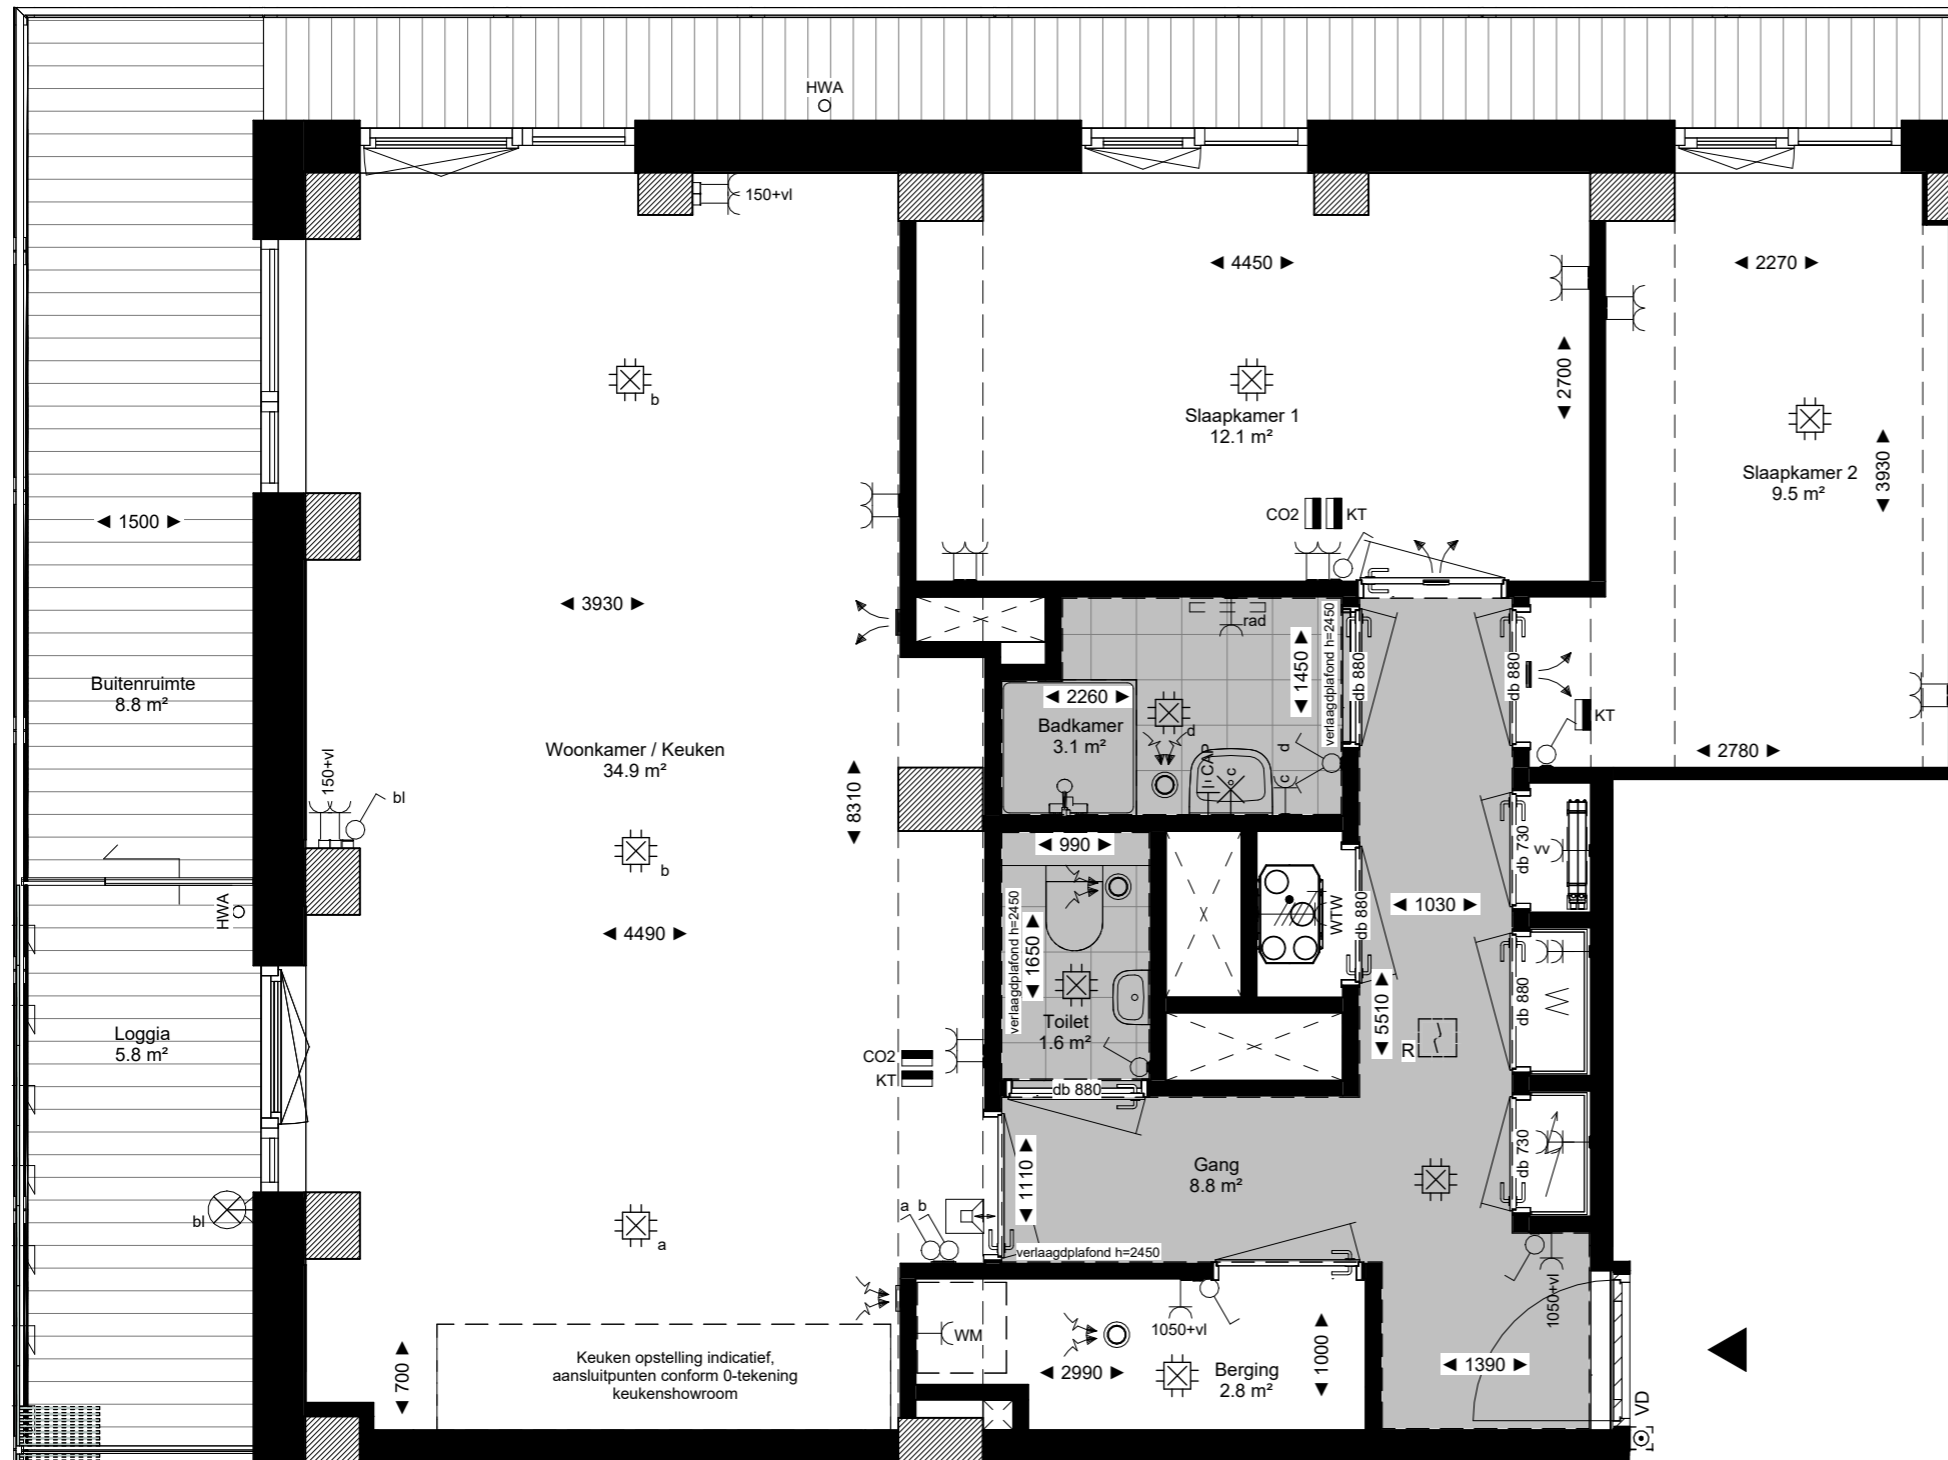 HWA
150+vl
◄ 4450 ►
◄ 2270 ►
◄ 2700 ►
b
Slaapkamer 1
12.1 m²
Slaapkamer 2
9.5 m²
◄ 3930 ►
CO2
KT
◄ 1500 ►
◄ 3930 ►
rad
◄ 1450 ►
verlaagdplafond h=2450
db 880
db 880
KT
Buitenruimte
8.8 m²
◄ 2260 ►
Badkamer
3.1 m²
d
d
CAP
c
c
◄ 2780 ►
Woonkamer / Keuken
34.9 m²
150+vl
bl
◄ 8310 ►
b
◄ 990 ►
db 730
vv
HWA
◄ 4490 ►
verlaagdplafond h=2450
◄ 1650 ►
WTW
db 880
◄ 1030 ►
db 880
W
Loggia
5.8 m²
Toilet
1.6 m²
◄ 5510 ►
R
CO2
KT
db 880
db 730
◄ 1110 ►
Gang
8.8 m²
bl
a
a b
verlaagdplafond h=2450
1050+vl
WM
1050+vl
◄ 2990 ►
Berging
2.8 m²
◄ 1000 ►
◄ 1390 ►
◄ 700 ►
Keuken opstelling indicatief,
aansluitpunten conform 0-tekening
keukenshowroom
VD